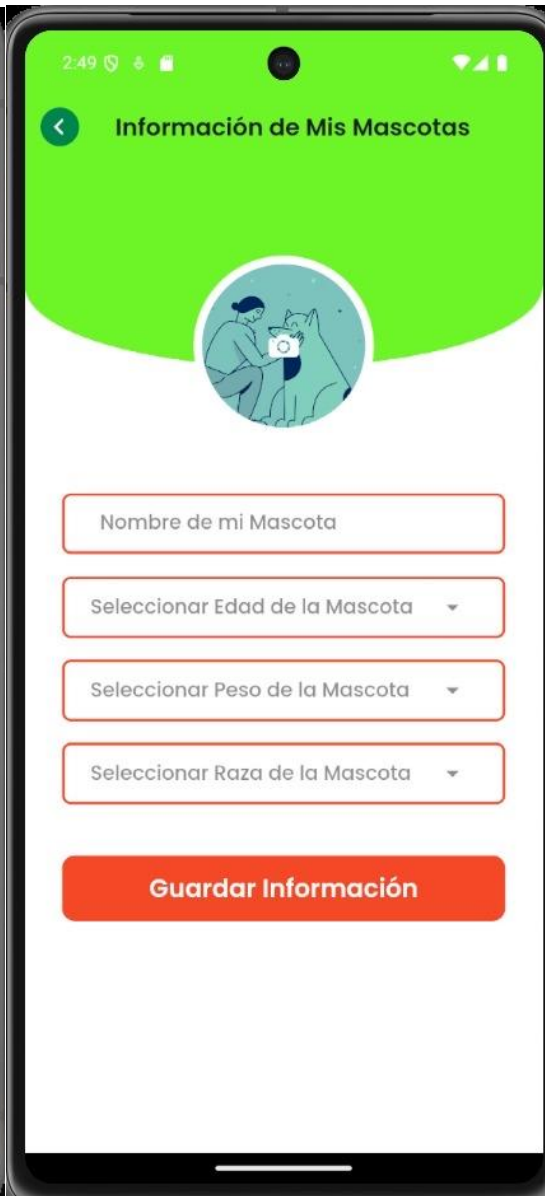 2:49
Información de Mis Mascotas
Nombre de mi Mascota
Seleccionar Edad de la Mascota
Seleccionar Peso de la Mascota
Seleccionar Raza de la Mascota
Guardar Información